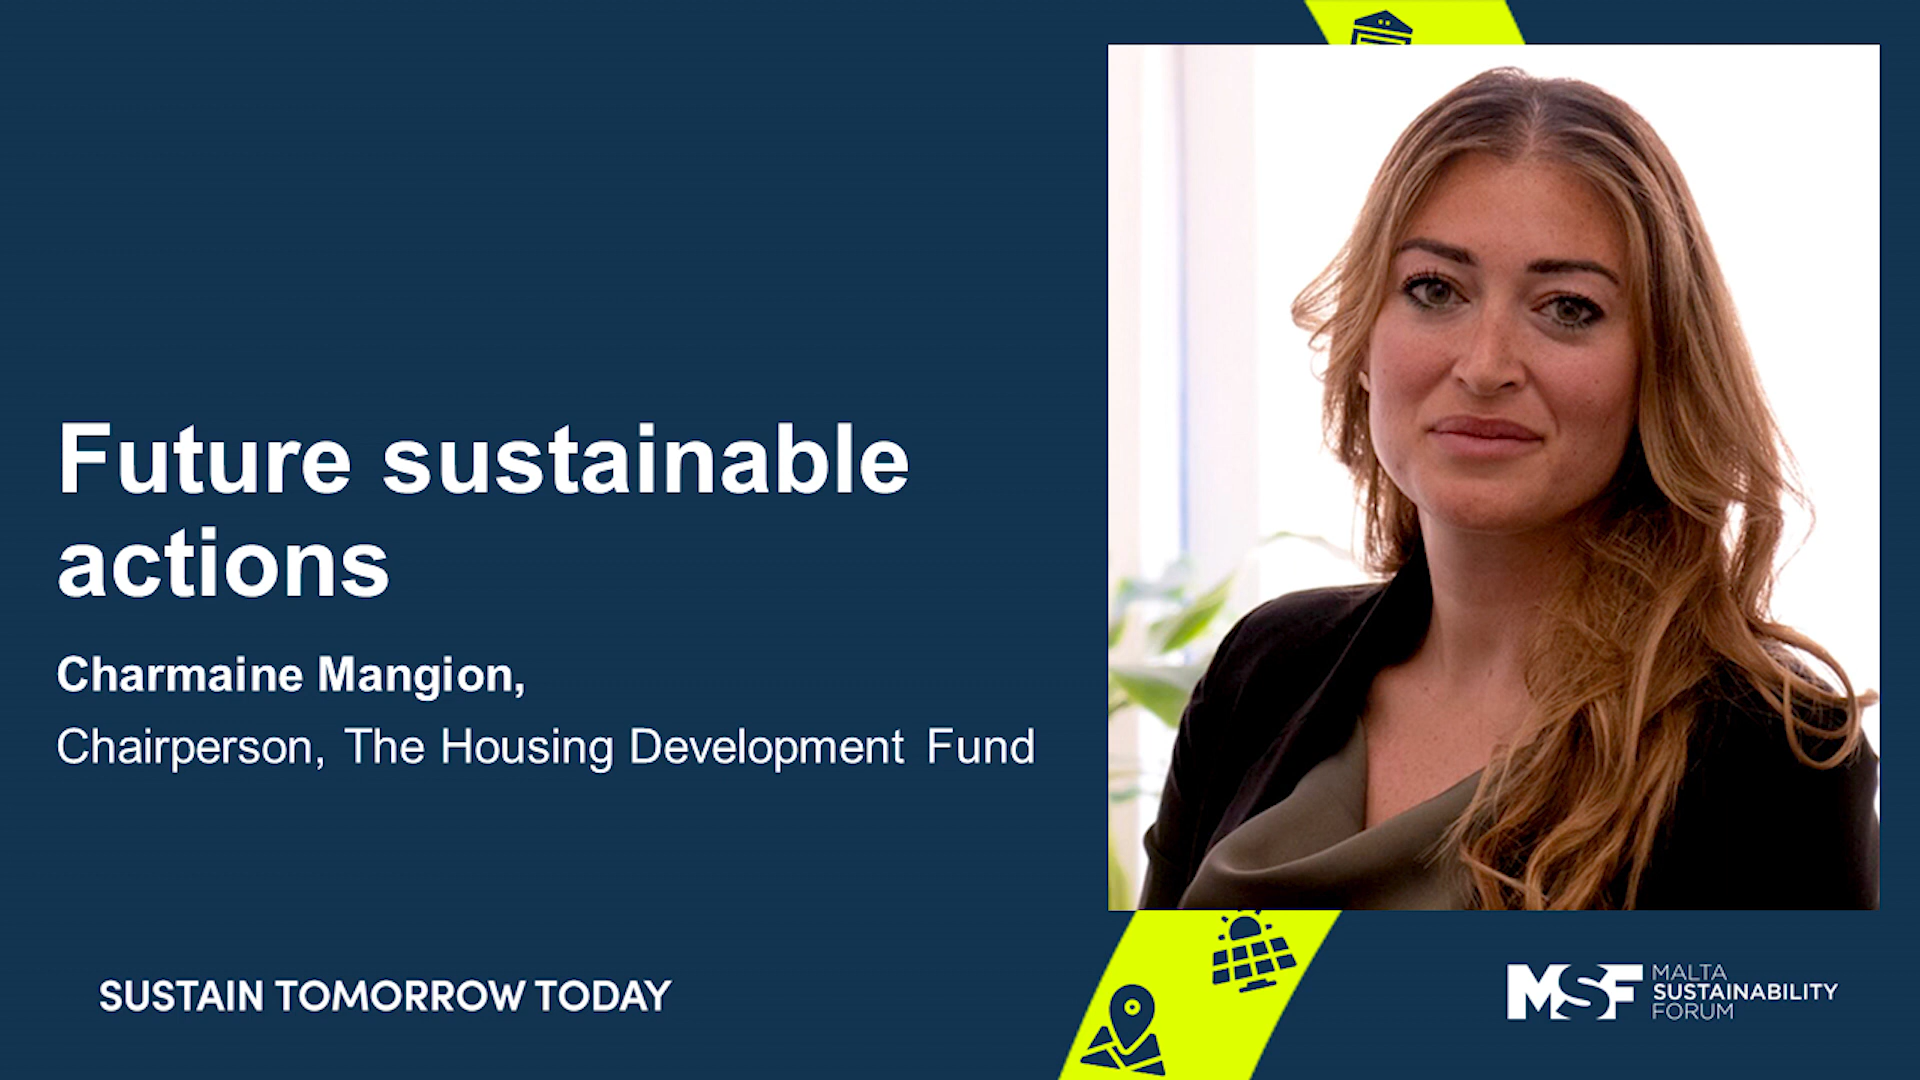 Future sustainable
actions
Charmaine Mangion,
Chairperson, The Housing Development Fund
SUSTAIN TOMORROW TODAY
MSF
MALTA
SUSTAINABILITY
FORUM